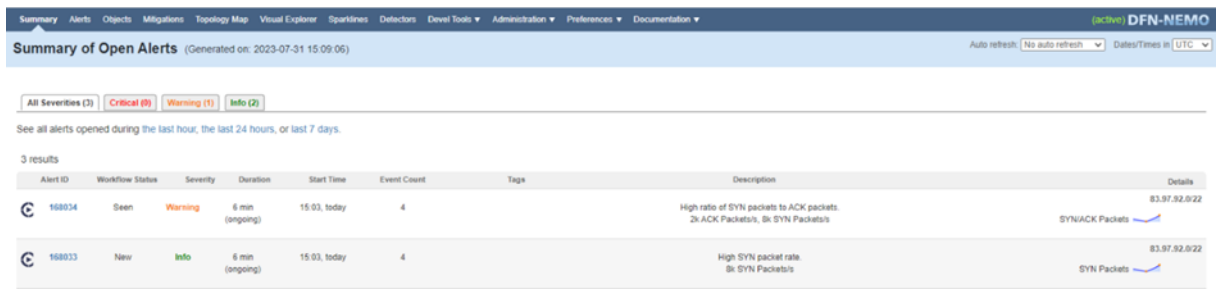 Summary Alerts Objects Mitigations Topology Map Visual Explorer Sparklines Detectors Devel Tools ▼ Administration ▼ Preferences ▼ Documentation ▼ (active) DFN-NEMO
Summary of Open Alerts (Generated on: 2023-07-31 15:09:06) Auto refresh: No auto refresh Dates/Times in UTC
All Severities (3) Critical (0) Warning (1) Info (2)
See all alerts opened during the last hour, the last 24 hours, or last 7 days.
3 results
Alert ID Workflow Status Severity Duration Start Time Event Count Tags Description Details
168034 Seen Warning 6 min (ongoing) 15:03, today 4 High ratio of SYN packets to ACK packets. 83.97.92.0/22
2k ACK Packets/s, 8k SYN Packets/s SYN/ACK Packets
168033 New Info 6 min (ongoing) 15:03, today 4 High SYN packet rate. 83.97.92.0/22
8k SYN Packets/s SYN Packets